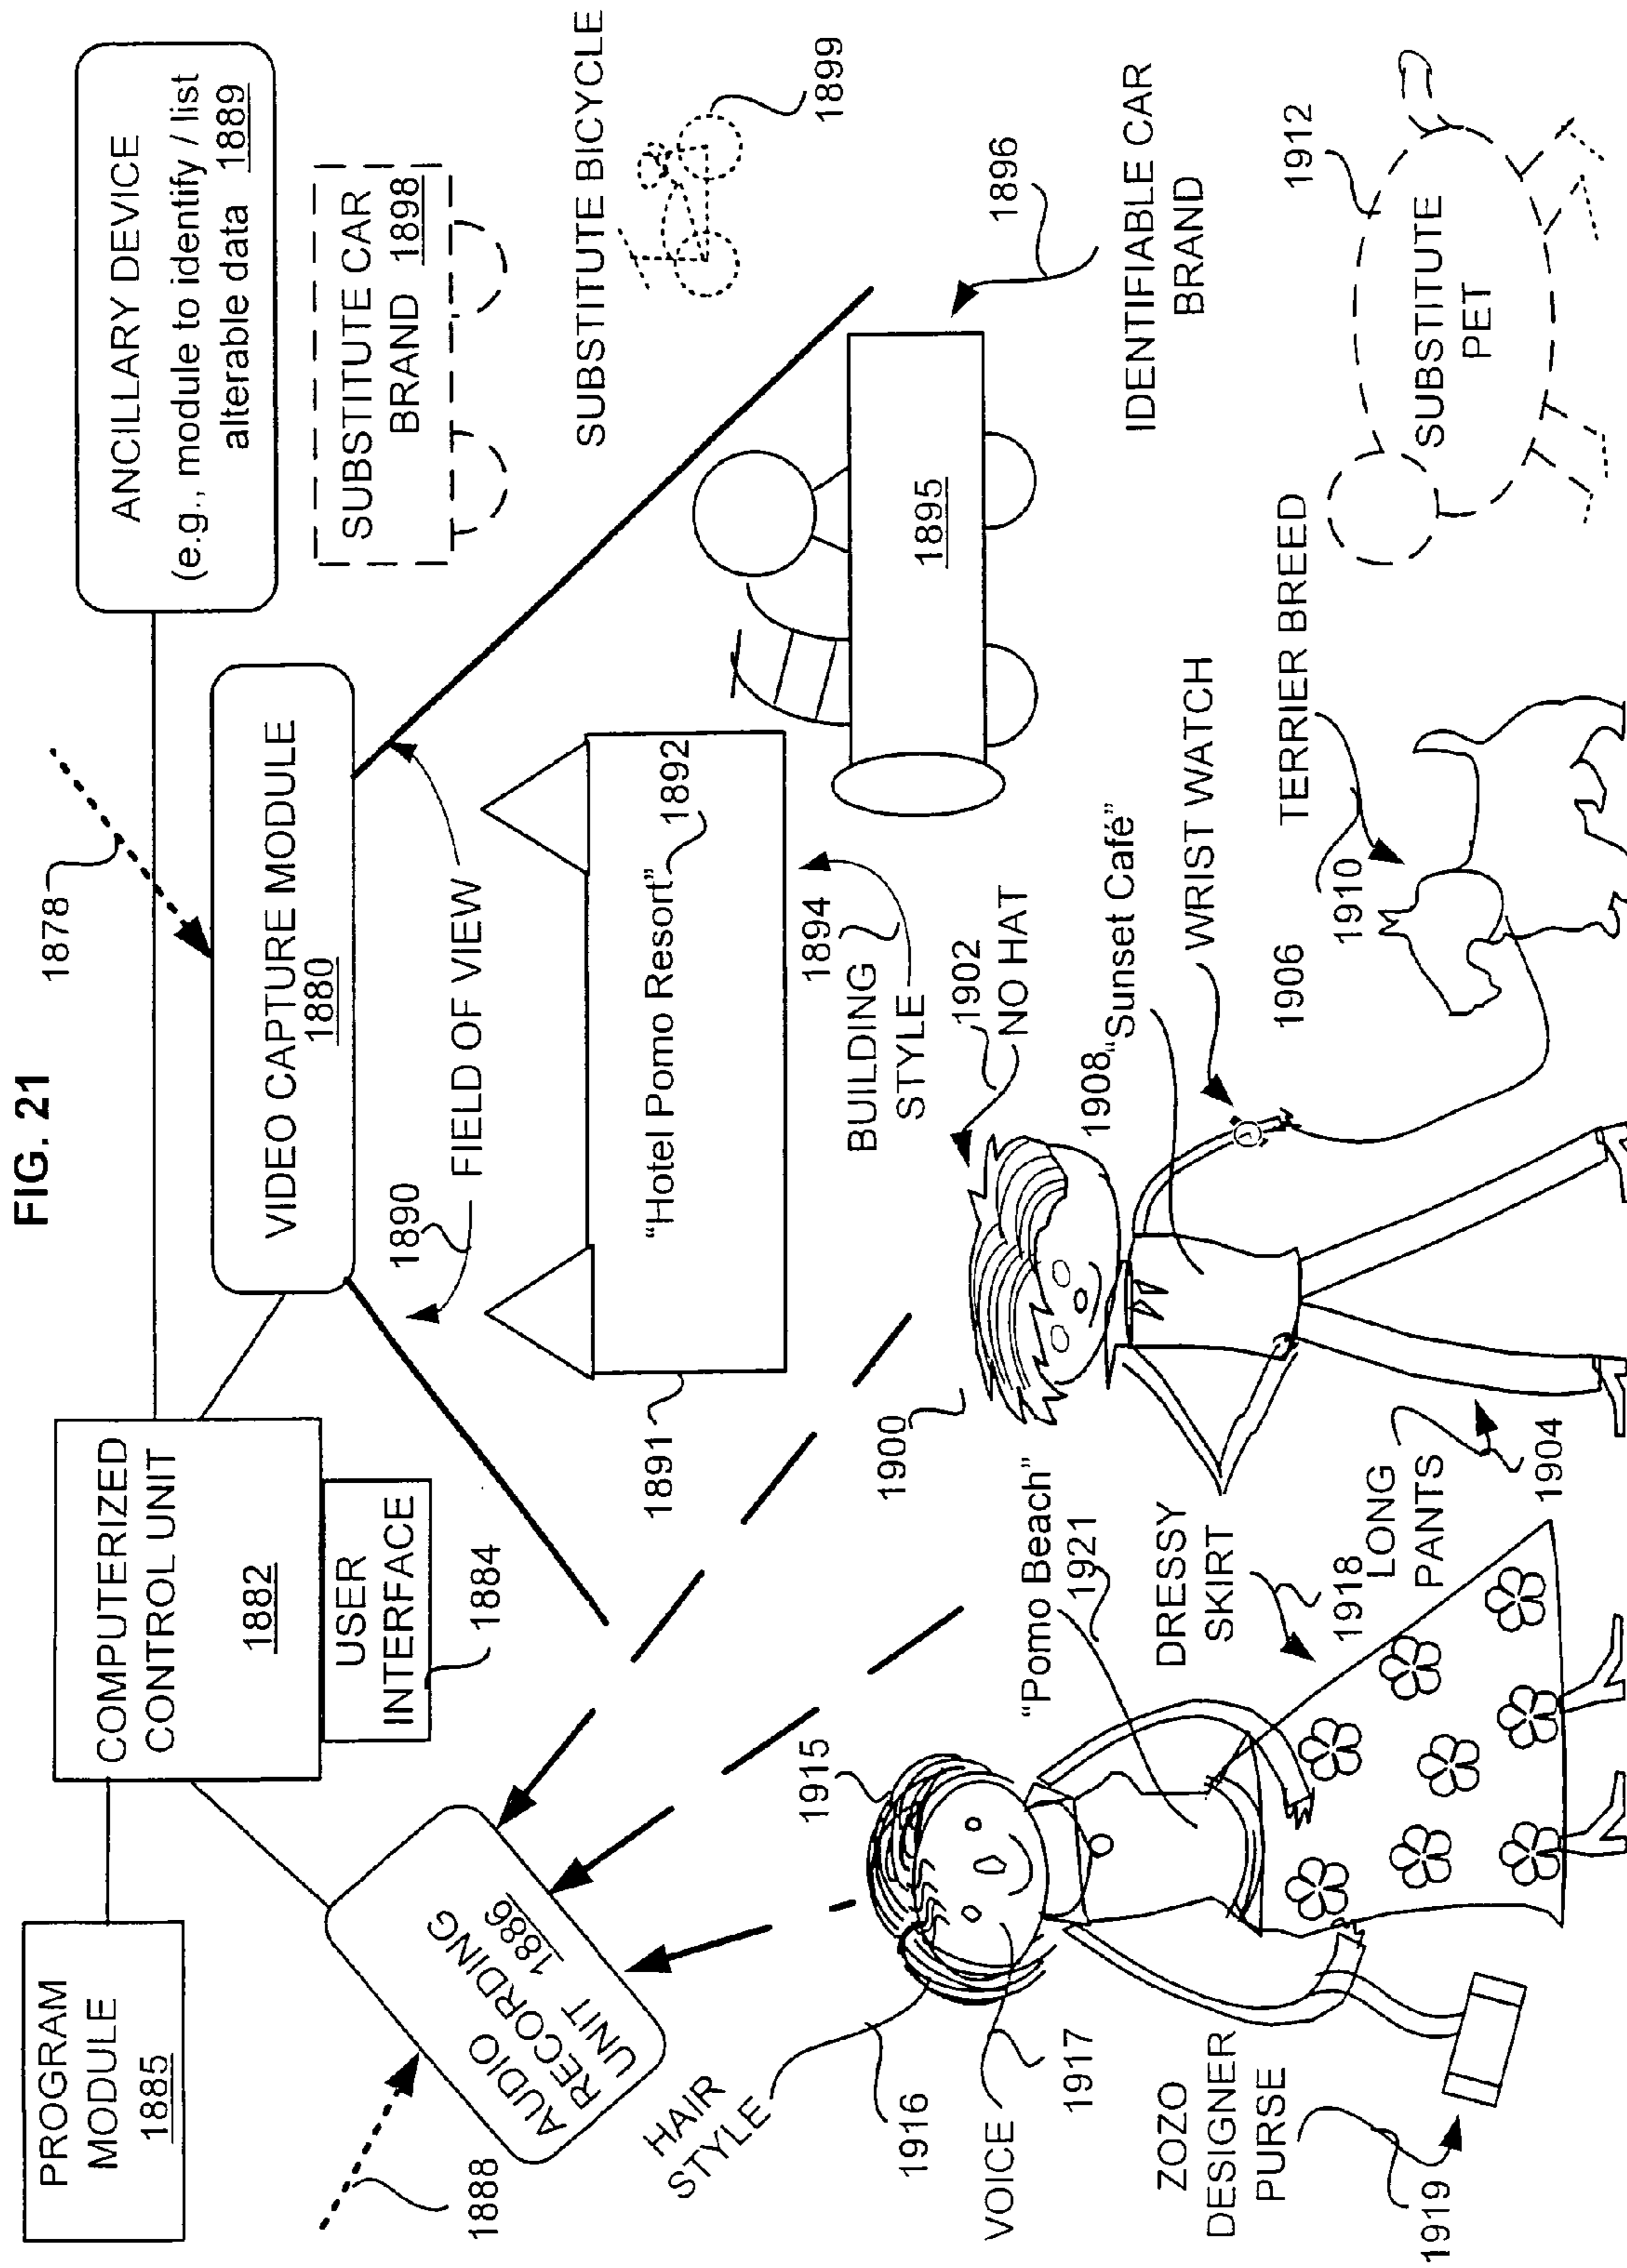 FIG. 21
PROGRAM
MODULE
1885
COMPUTERIZED
CONTROL UNIT
1882
USER
INTERFACE
1884
1878
VIDEO CAPTURE MODULE
1880
ANCILLARY DEVICE
(e.g., module to identify / list
alterable data 1889
1888
AUDIO
RECORDING
UNIT 1886
1890
FIELD OF VIEW
SUBSTITUTE CAR
BRAND 1898
SUBSTITUTE BICYCLE
1899
1891
“Hotel Pomo Resort”
1892
1894
BUILDING
STYLE
1895
1896
IDENTIFIABLE CAR
BRAND
HAIR
STYLE
1916
1915
1900
1902
NO HAT
VOICE
1917
“Pomo Beach”
1921
1908
“Sunset Café”
WRIST WATCH
1906
ZOZO
DESIGNER
PURSE
1919
DRESSY
SKIRT
1918
LONG
PANTS
1904
TERRIER BREED
1910
1912
SUBSTITUTE
PET